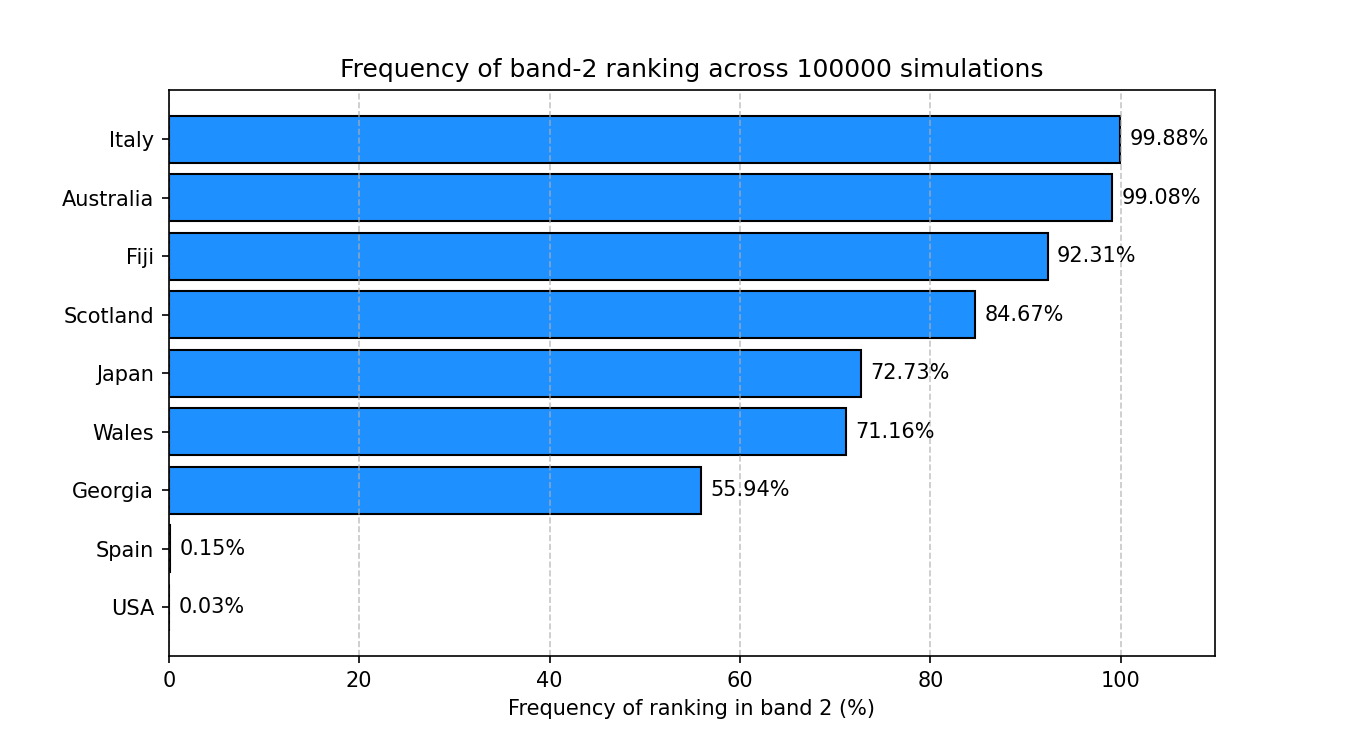 Frequency of band-2 ranking across 100000 simulations
Italy 99.88%
Australia 99.08%
Fiji 92.31%
Scotland 84.67%
Japan 72.73%
Wales 71.16%
Georgia 55.94%
Spain 0.15%
USA 0.03%
0 20 40 60 80 100
Frequency of ranking in band 2 (%)